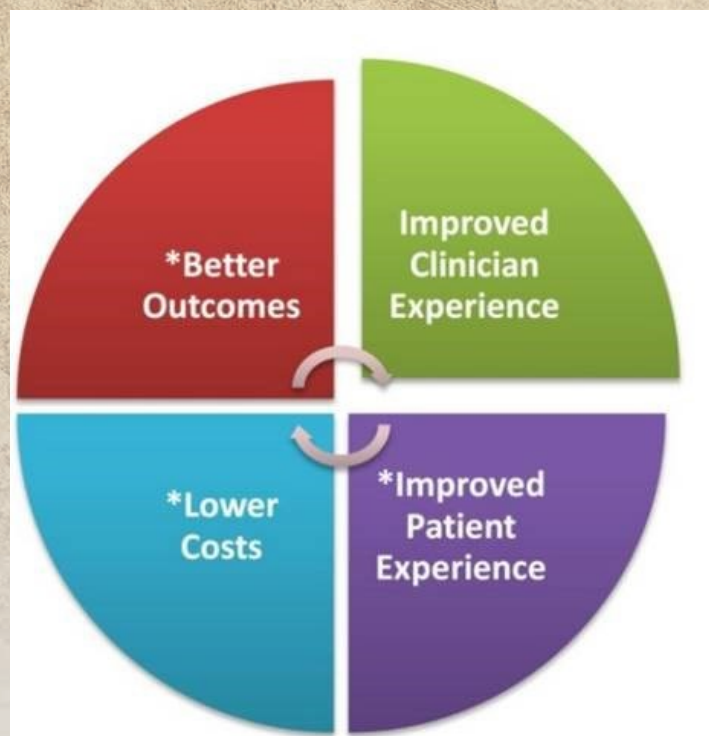 *Better
Outcomes
Improved
Clinician
Experience
*Lower
Costs
*Improved
Patient
Experience